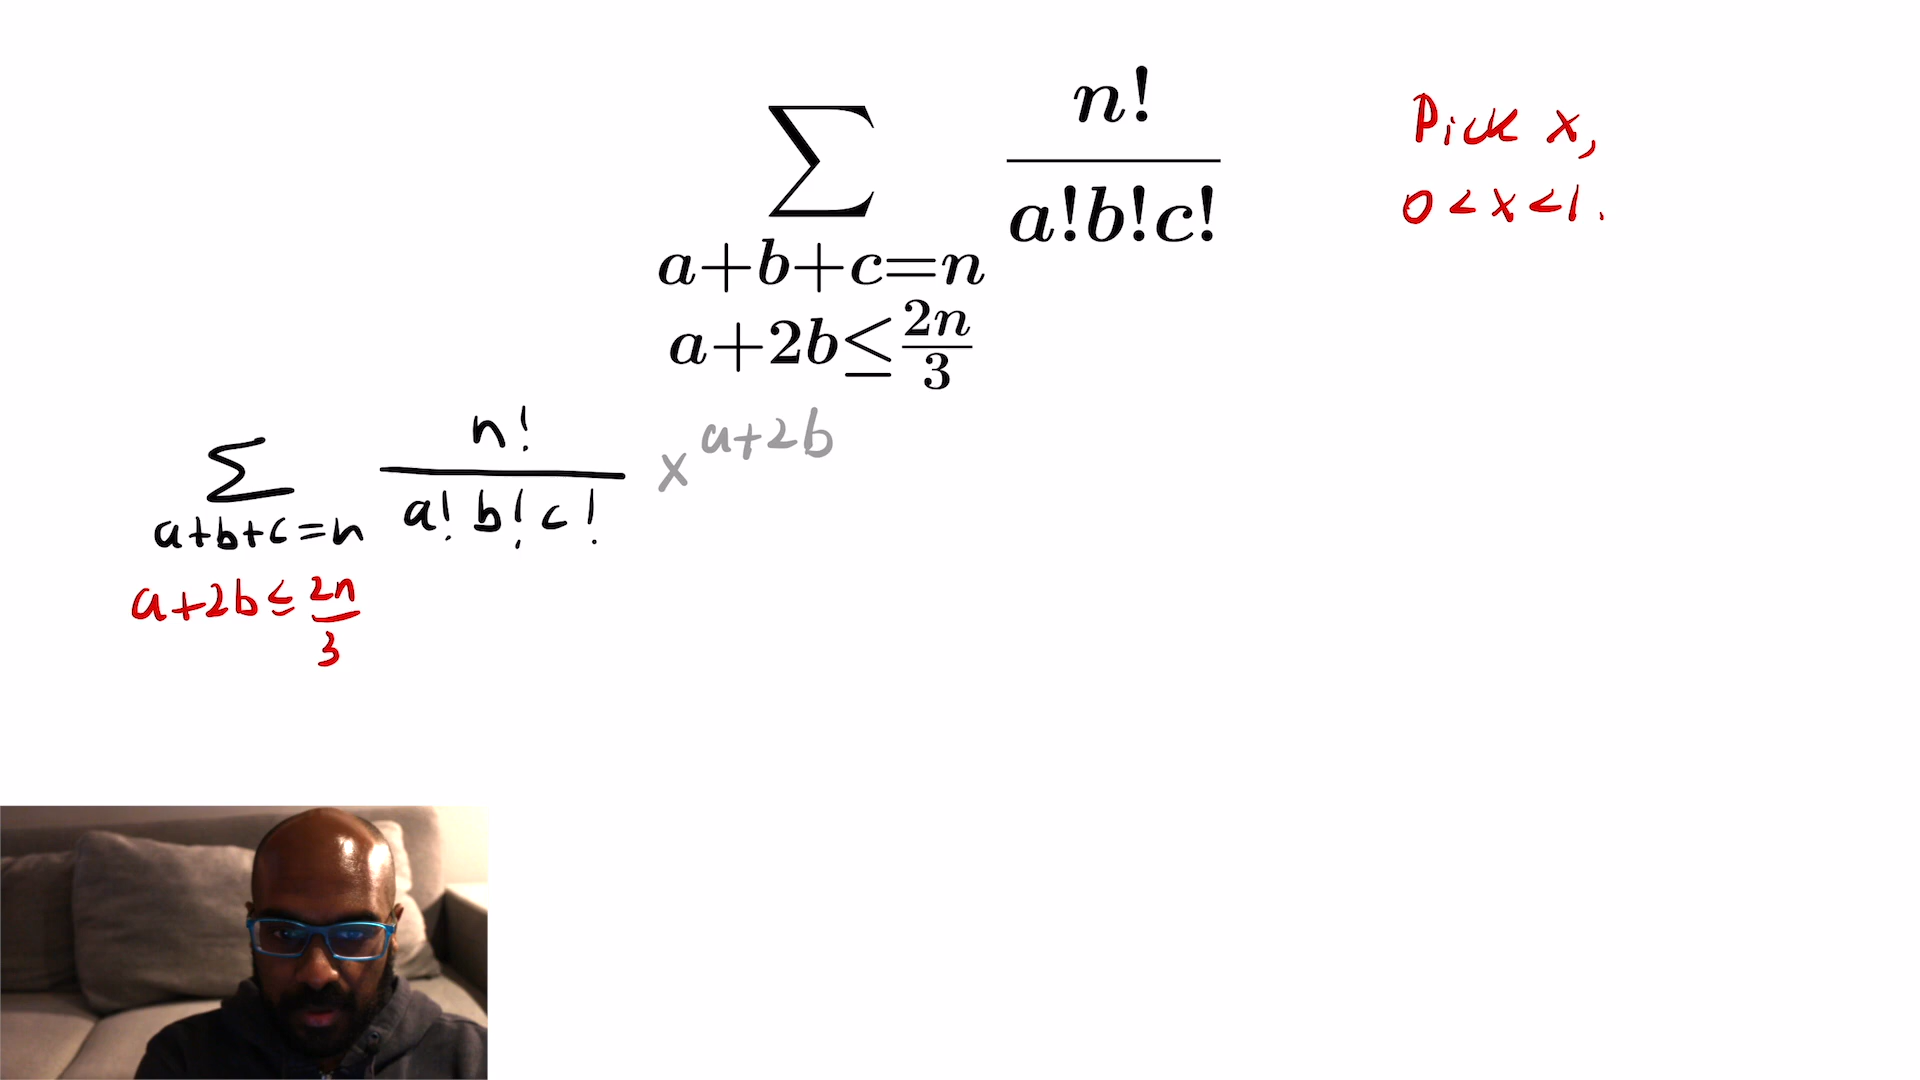 ∑ n!/a!b!c!
a+b+c=n
a+2b≤2n/3
Pick x,
0<x<1.
∑ n!/a! b! c! x^a+2b
a+b+c=n
a+2b≤2n/3